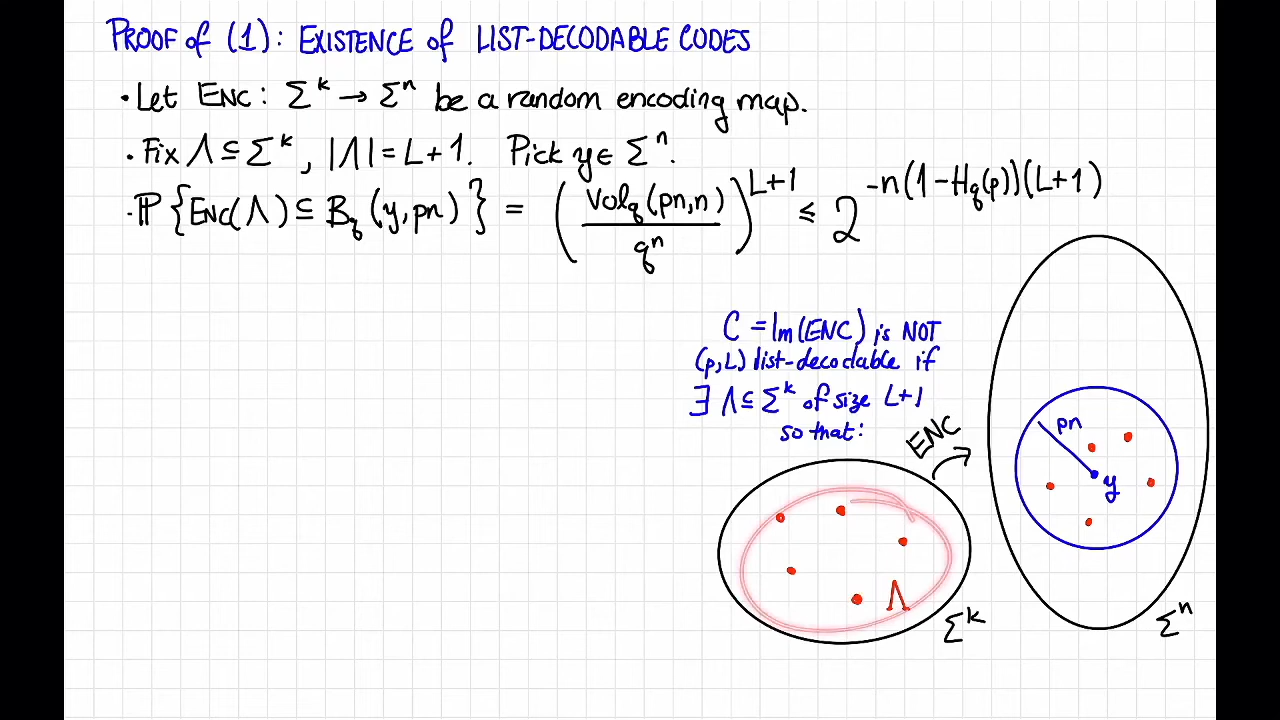 PROOF of (1): EXISTENCE of LIST-DECODABLE CODES
• Let ENC: Σ^k → Σ^n be a random encoding map.
• Fix Λ ⊆ Σ^k, |Λ| = L+1. Pick y ∈ Σ^n.
• ℙ{ENC(Λ) ⊆ B_q(y,pn)} = (Vol_q(pn,n) / q^n)^{L+1} ≤ 2^{-n(1-H_q(p))(L+1)}
C = Im(ENC) is NOT
(p,L) list-decodable if
∃ Λ ⊆ Σ^k of size L+1
so that:
ENC
pn
y
Λ
Σ^k
Σ^n